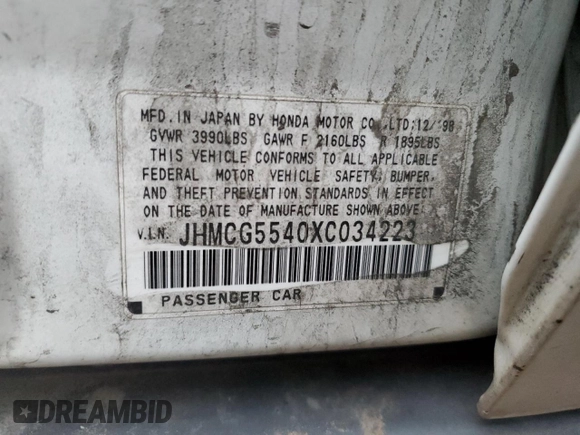 MFD. IN JAPAN BY HONDA MOTOR CO.,LTD;12/'98
GVWR 3990LBS GAWR F 2160LBS R 1895LBS
THIS VEHICLE CONFORMS TO ALL APPLICABLE
FEDERAL MOTOR VEHICLE SAFETY, BUMPER,
AND THEFT PREVENTION STANDARDS IN EFFECT
ON THE DATE OF MANUFACTURE SHOWN ABOVE.
V.I.N. JHMCG5540XC034223
PASSENGER CAR
DREAMBID